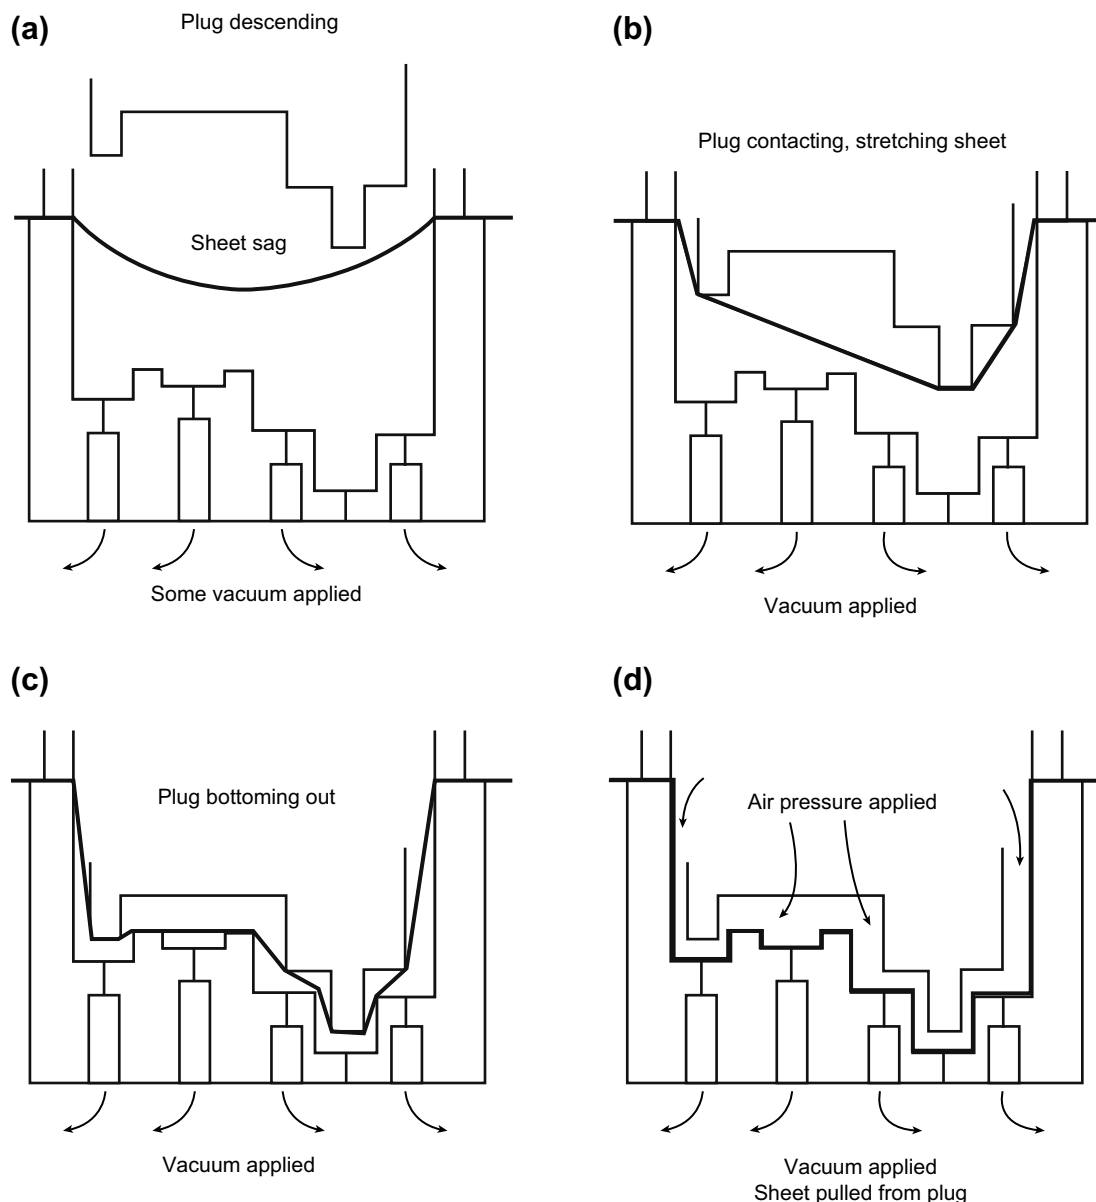 (a)
Plug descending
Sheet sag
Some vacuum applied
(b)
Plug contacting, stretching sheet
Vacuum applied
(c)
Plug bottoming out
Vacuum applied
(d)
Air pressure applied
Vacuum applied
Sheet pulled from plug